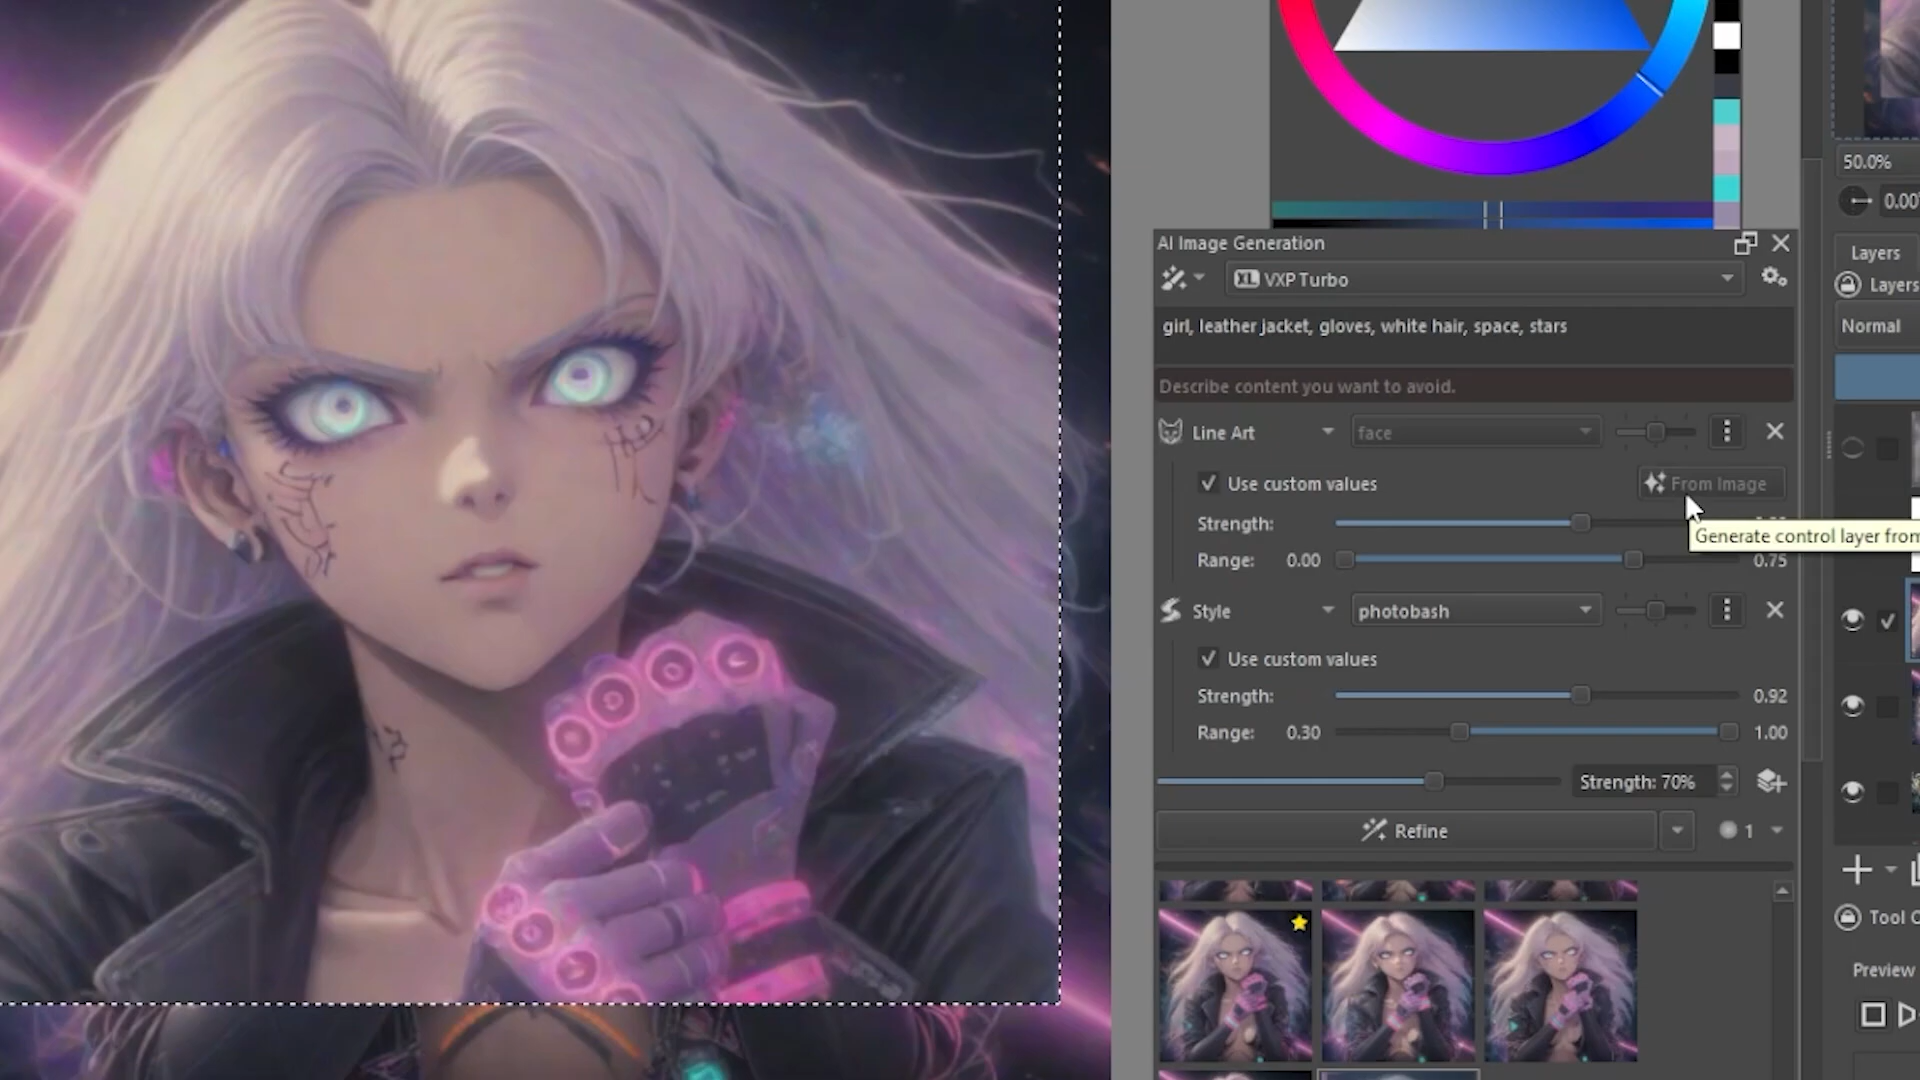 50.0%
0.00
AI Image Generation
XL VXP Turbo
Layers
Layers
girl, leather jacket, gloves, white hair, space, stars
Normal
Describe content you want to avoid.
Line Art
face
Use custom values
From Image
Strength:
Generate control layer from
Range: 0.00
0.75
Style
photobash
Use custom values
Strength:
0.92
Range: 0.30
1.00
Strength: 70%
Refine
1
Tool
Preview